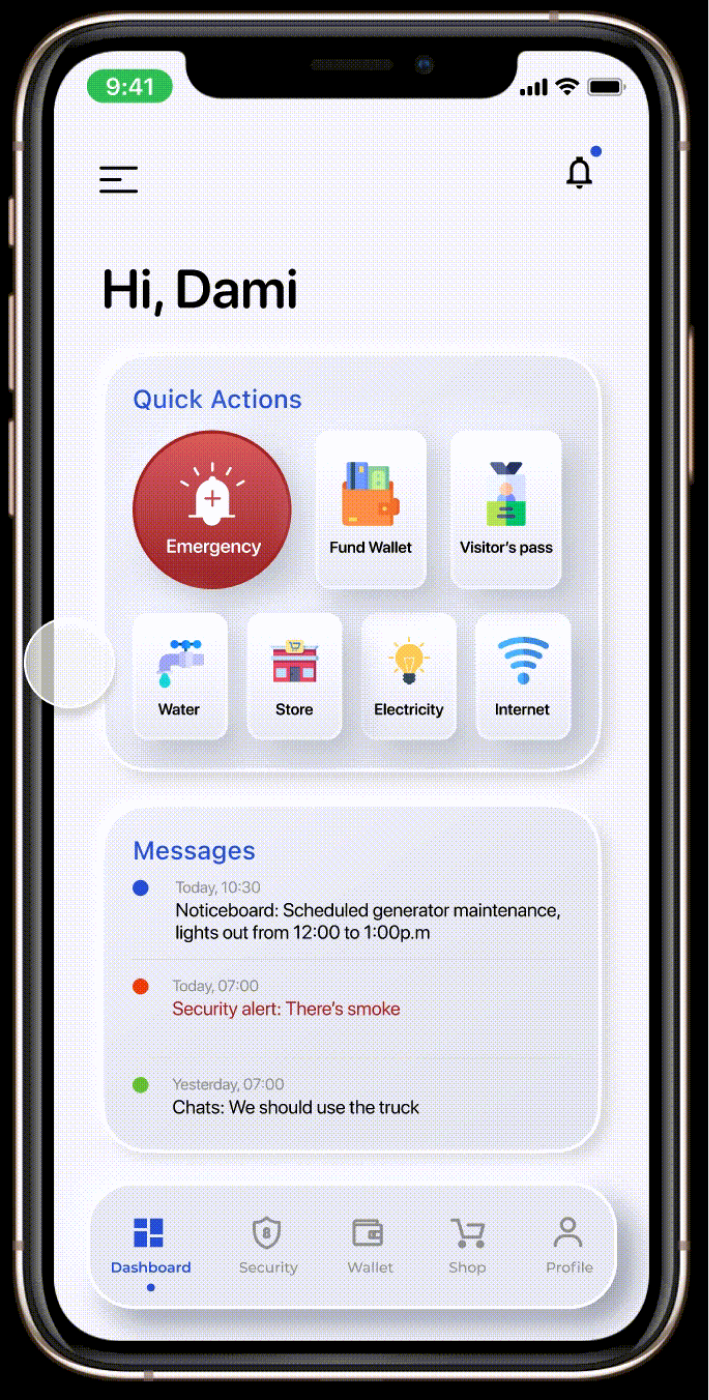 9:41
Hi, Dami
Quick Actions
Emergency
Fund Wallet
Visitor's pass
Water
Store
Electricity
Internet
Messages
Today, 10:30
Noticeboard: Scheduled generator maintenance,
lights out from 12:00 to 1:00p.m
Today, 07:00
Security alert: There's smoke
Yesterday, 07:00
Chats: We should use the truck
Dashboard
Security
Wallet
Shop
Profile